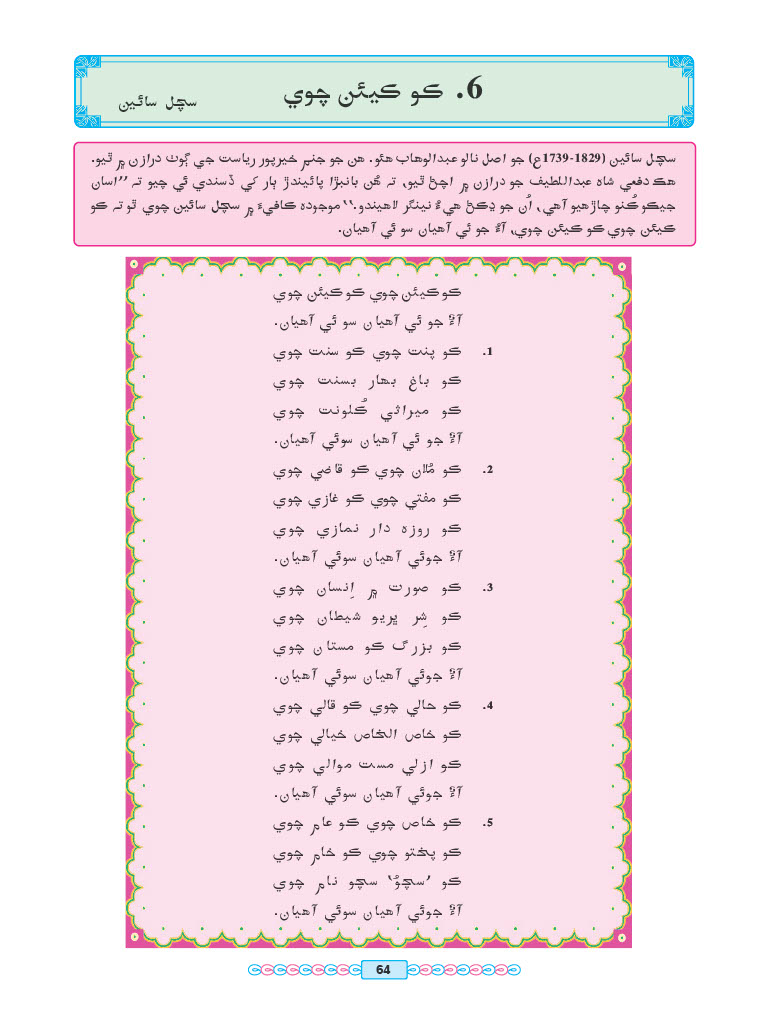 6. ڪو ڪيئن چوي
سچل سائين
سچل سائين (1829-1739ع) جو اصل نالو عبدالوهاب هئو. هن جو جنم خيرپور رياست جي ڳوٺ درازن ۾ ٿيو.
هڪ دفعي شاهه عبداللطيف جو درازن ۾ اچڻ ٿيو، ته هُن بانبڙا پائيندڙ ٻار کي ڏسندي ئي چيو ته ”اسان
جيڪو ڪُنو چاڙهيو آهي، اُن جو ڍڪڻ هيءُ نينگر لاهيندو.“ موجوده ڪافيءَ ۾ سچل سائين چوي ٿو ته ڪو
ڪيئن چوي ڪو ڪيئن چوي، آءٌ جو ئي آهيان سو ئي آهيان.
ڪو ڪيئن چوي ڪو ڪيئن چوي
آءٌ جو ئي آهيان سو ئي آهيان.
1. ڪو پنت چوي ڪو سنت چوي
ڪو باغ بهار بسنت چوي
ڪو ميراثي ڪُلونت چوي
آءٌ جو ئي آهيان سوئي آهيان.
2. ڪو مُلان چوي ڪو قاضي چوي
ڪو مفتي چوي ڪو غازي چوي
ڪو روزه دار نمازي چوي
آءٌ جوئي آهيان سوئي آهيان.
3. ڪو صورت ۾ اِنسان چوي
ڪو شِر ڀريو شيطان چوي
ڪو بزرگ ڪو مستان چوي
آءٌ جوئي آهيان سوئي آهيان.
4. ڪو حالي چوي ڪو قالي چوي
ڪو خاص الخاص خيالي چوي
ڪو ازلي مست موالي چوي
آءٌ جوئي آهيان سوئي آهيان.
5. ڪو خاص چوي ڪو عام چوي
ڪو پختو چوي ڪو خام چوي
ڪو ’سچوُ‘ سچو نام چوي
آءٌ جوئي آهيان سوئي آهيان.
64